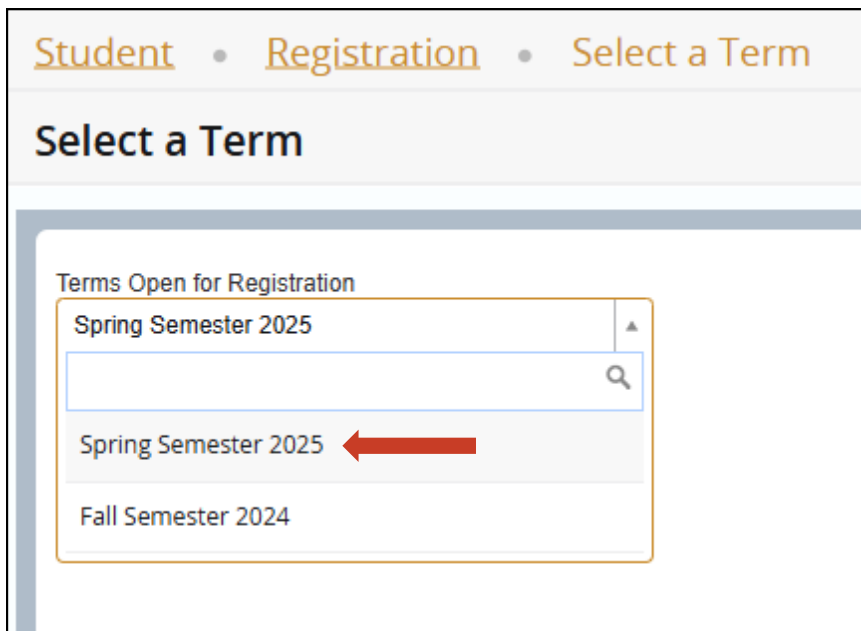 Student • Registration • Select a Term
Select a Term
Terms Open for Registration
Spring Semester 2025
Spring Semester 2025
Fall Semester 2024